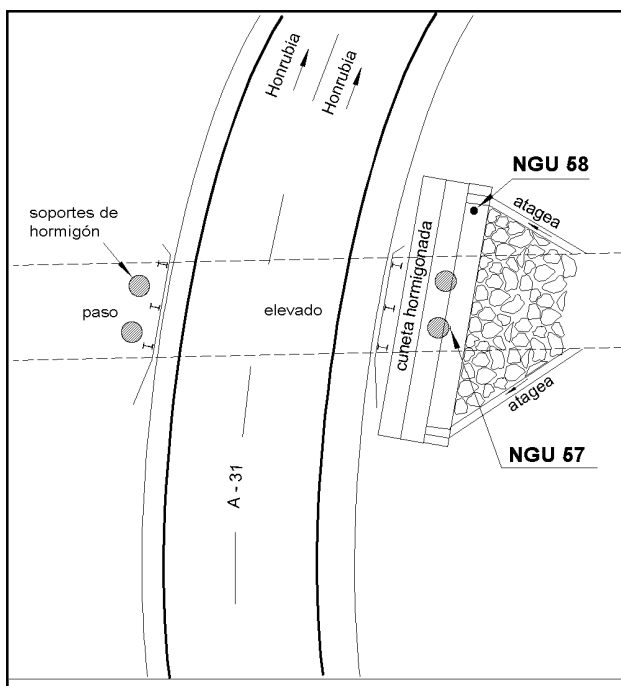 Honrubia
Honrubia
NGU 58
atagea
soportes de
hormigón
paso
elevado
cuneta hormigonada
atagea
NGU 57
A - 31